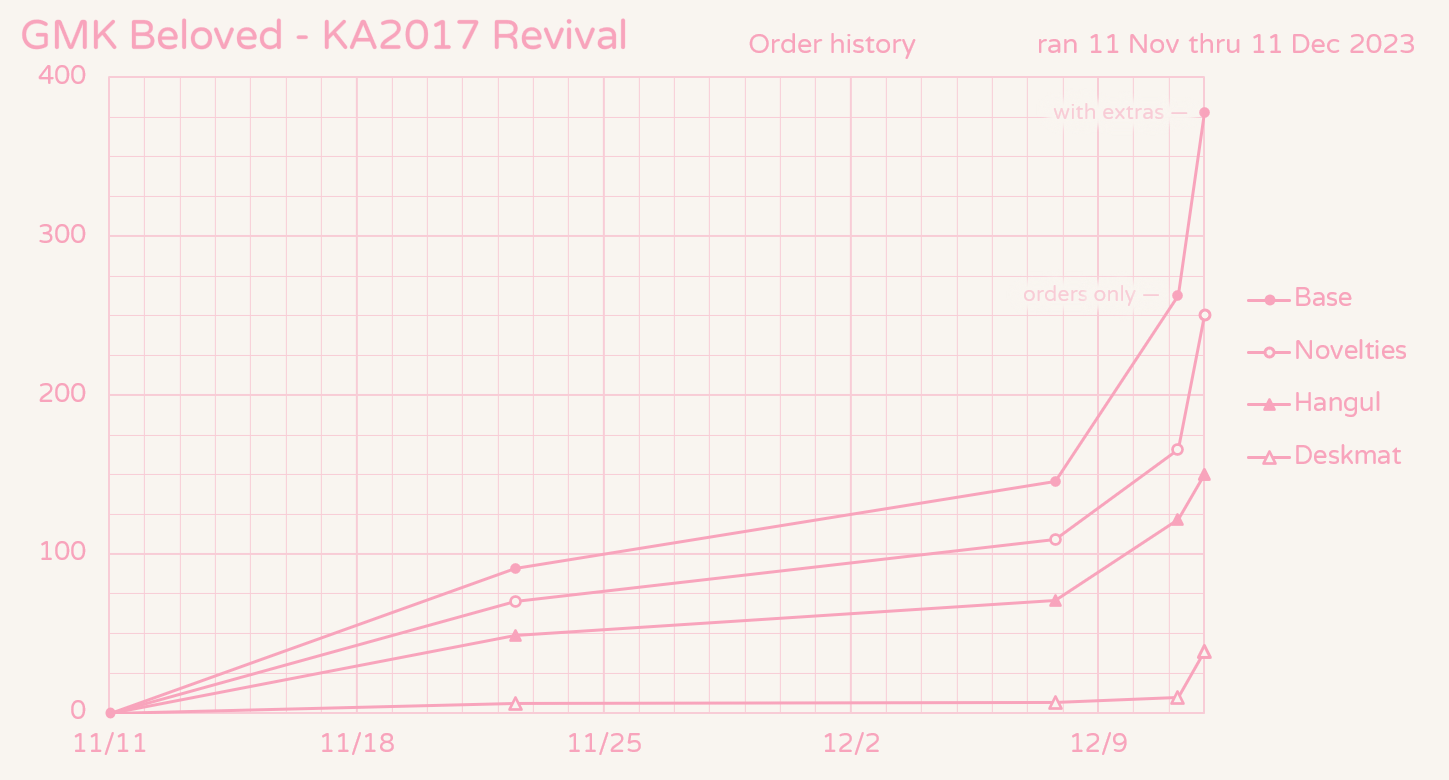 GMK Beloved - KA2017 Revival
Order history
ran 11 Nov thru 11 Dec 2023
400
300
200
100
0
with extras —
orders only —
11/11
11/18
11/25
12/2
12/9
Base
Novelties
Hangul
Deskmat